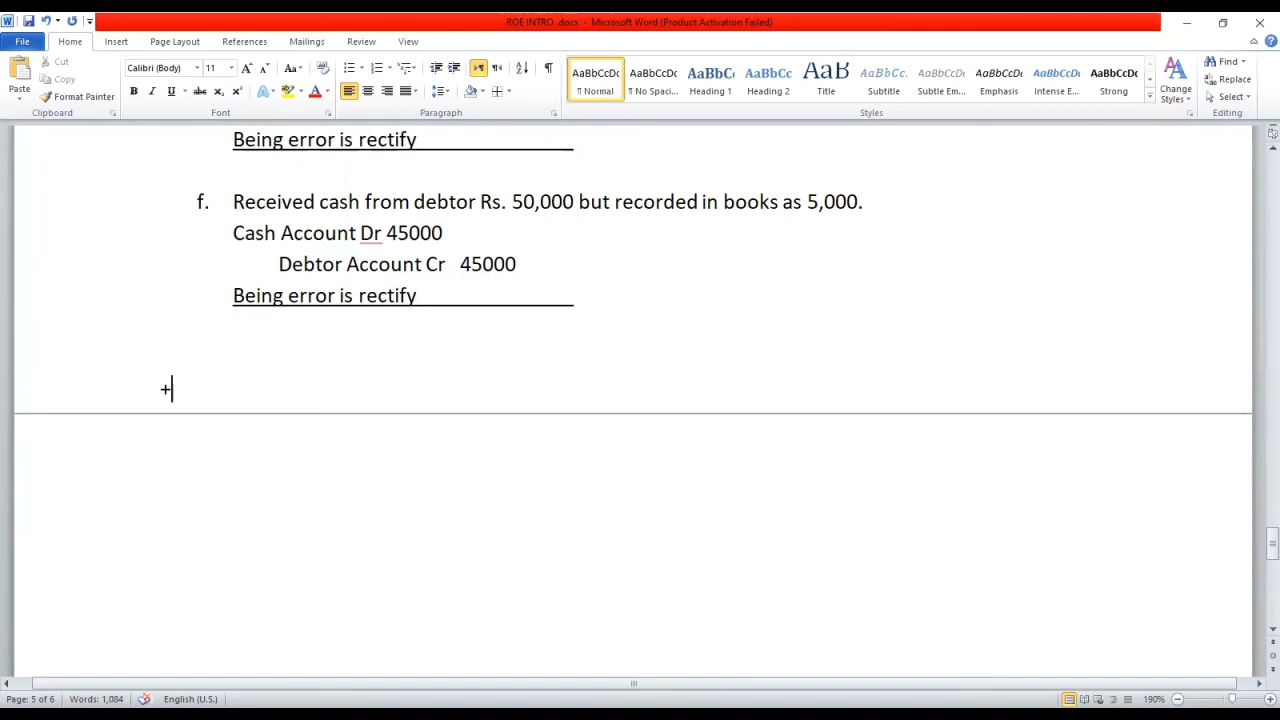 ROE INTRO .docx - Microsoft Word (Product Activation Failed)
File Home Insert Page Layout References Mailings Review View
Paste
Cut
Copy
Format Painter
Clipboard
Calibri (Body) 11
Font
Paragraph
AaBbCcDc AaBbCcDc AaBbCc AaBbCc AaB AaBbCc. AaBbCcDc AaBbCcDc AaBbCcDc AaBbCcDc
¶ Normal ¶ No Spaci... Heading 1 Heading 2 Title Subtitle Subtle Em... Emphasis Intense E... Strong
Styles
Change Styles
Find
Replace
Select
Editing
Being error is rectify
f. Received cash from debtor Rs. 50,000 but recorded in books as 5,000.
Cash Account Dr 45000
Debtor Account Cr 45000
Being error is rectify
+
Page: 5 of 6 Words: 1,084 English (U.S.) 190%